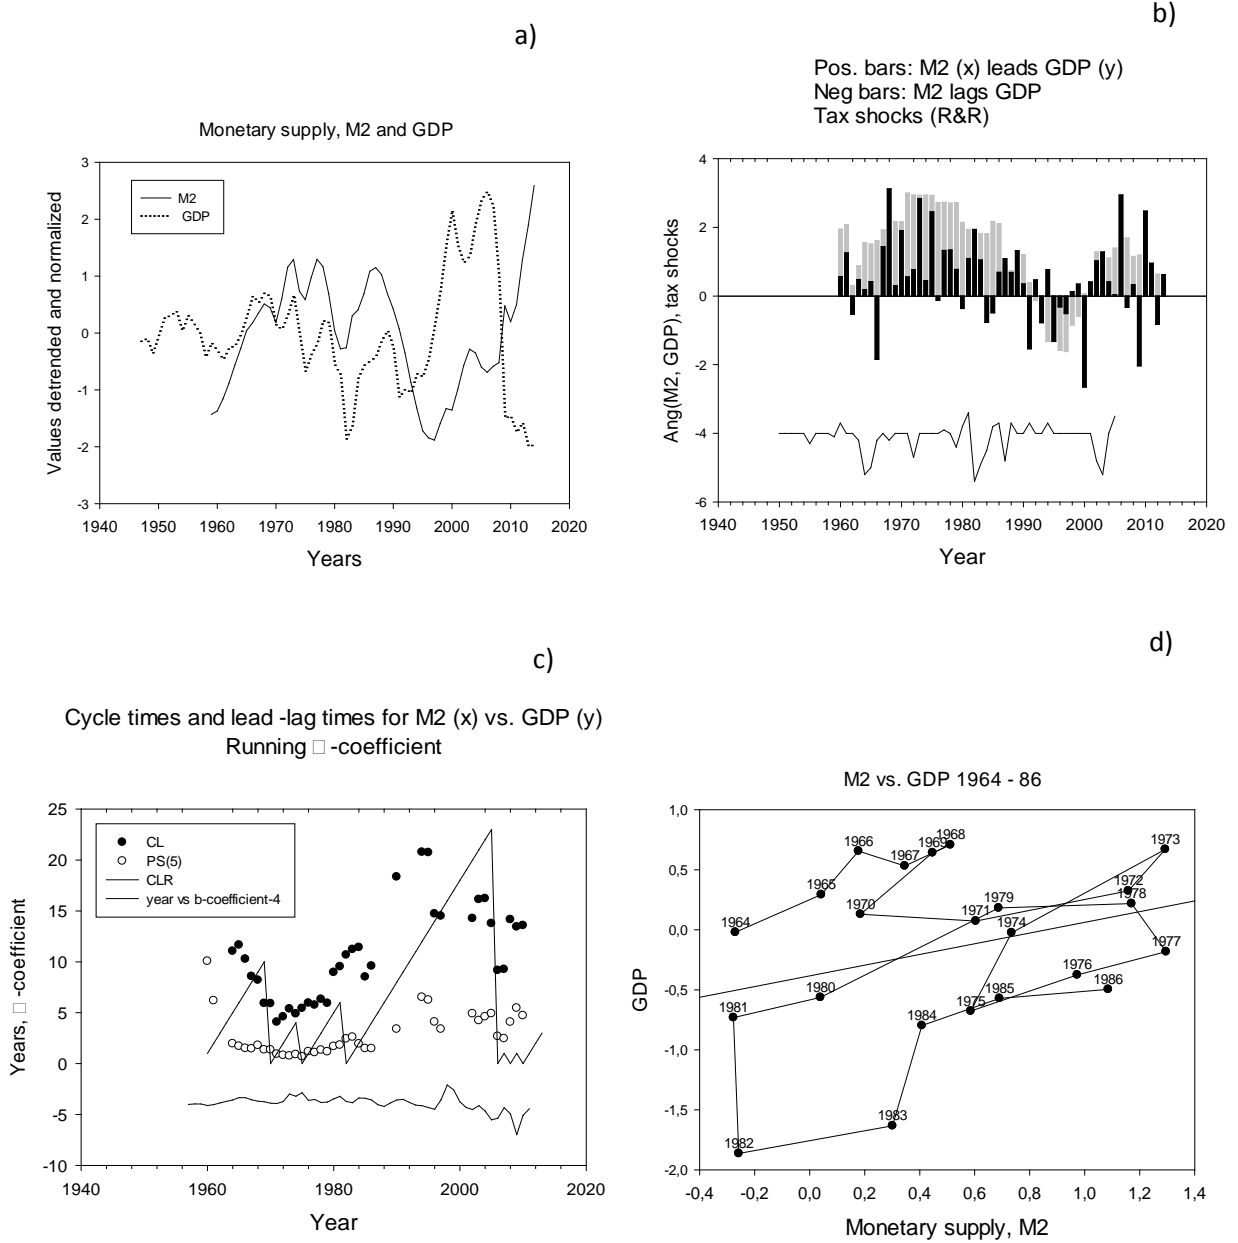 a)
Monetary supply, M2 and GDP
3
2
1
0
-1
-2
-3
M2
GDP
Values detrended and normalized
1940 1950 1960 1970 1980 1990 2000 2010 2020
Years
b)
Pos. bars: M2 (x) leads GDP (y)
Neg bars: M2 lags GDP
Tax shocks (R&R)
4
2
0
-2
-4
-6
Ang(M2, GDP), tax shocks
1940 1950 1960 1970 1980 1990 2000 2010 2020
Year
c)
Cycle times and lead -lag times for M2 (x) vs. GDP (y)
Running □ -coefficient
25
20
15
10
5
0
-5
-10
CL
PS(5)
CLR
year vs b-coefficient-4
Years, □ -coefficient
1940 1960 1980 2000 2020
Year
d)
M2 vs. GDP 1964 - 86
1,0
0,5
0,0
-0,5
-1,0
-1,5
-2,0
GDP
1964
1965
1966
1967
1968
1969
1970
1971
1972
1973
1974
1975
1976
1977
1978
1979
1980
1981
1982
1983
1984
1985
1986
-0,4 -0,2 0,0 0,2 0,4 0,6 0,8 1,0 1,2 1,4
Monetary supply, M2